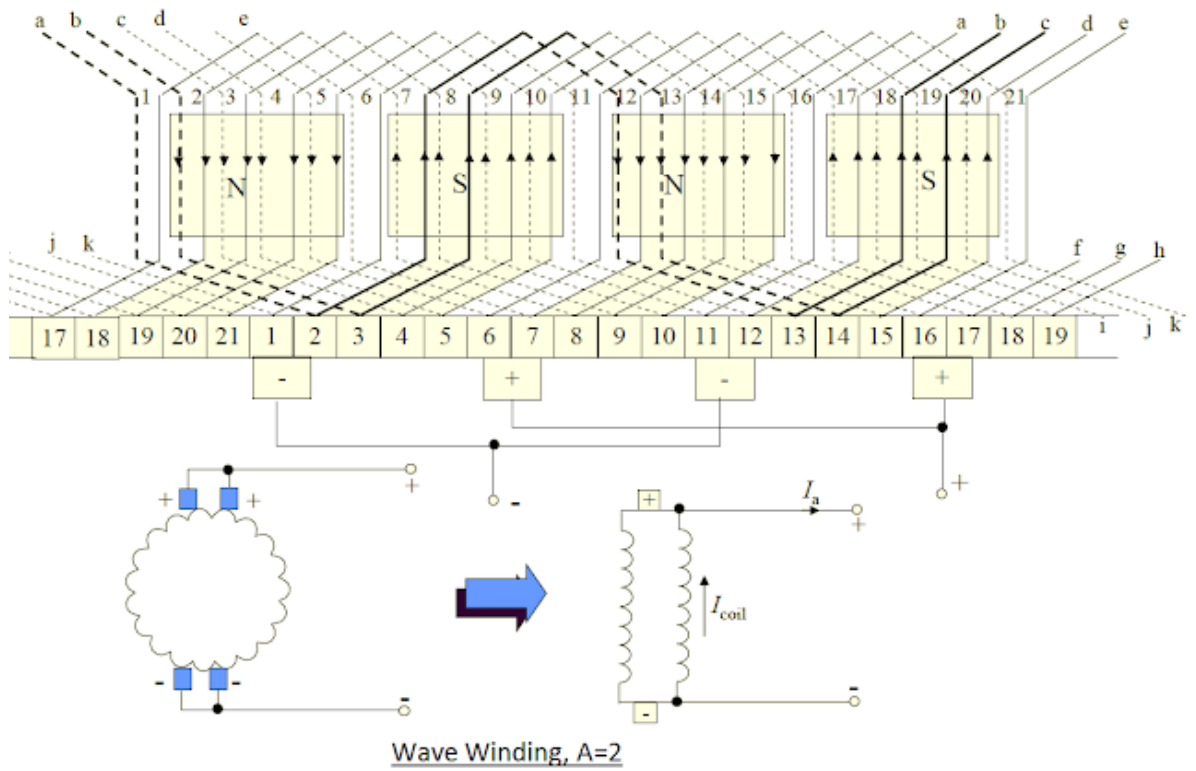 a b c d e a b c d e
1 2 3 4 5 6 7 8 9 10 11 12 13 14 15 16 17 18 19 20 21
N S N S
j k f g h
17 18 19 20 21 1 2 3 4 5 6 7 8 9 10 11 12 13 14 15 16 17 18 19 i j k
- + - +
+ + + - + I_a +
I_coil
- - - - -
Wave Winding, A=2